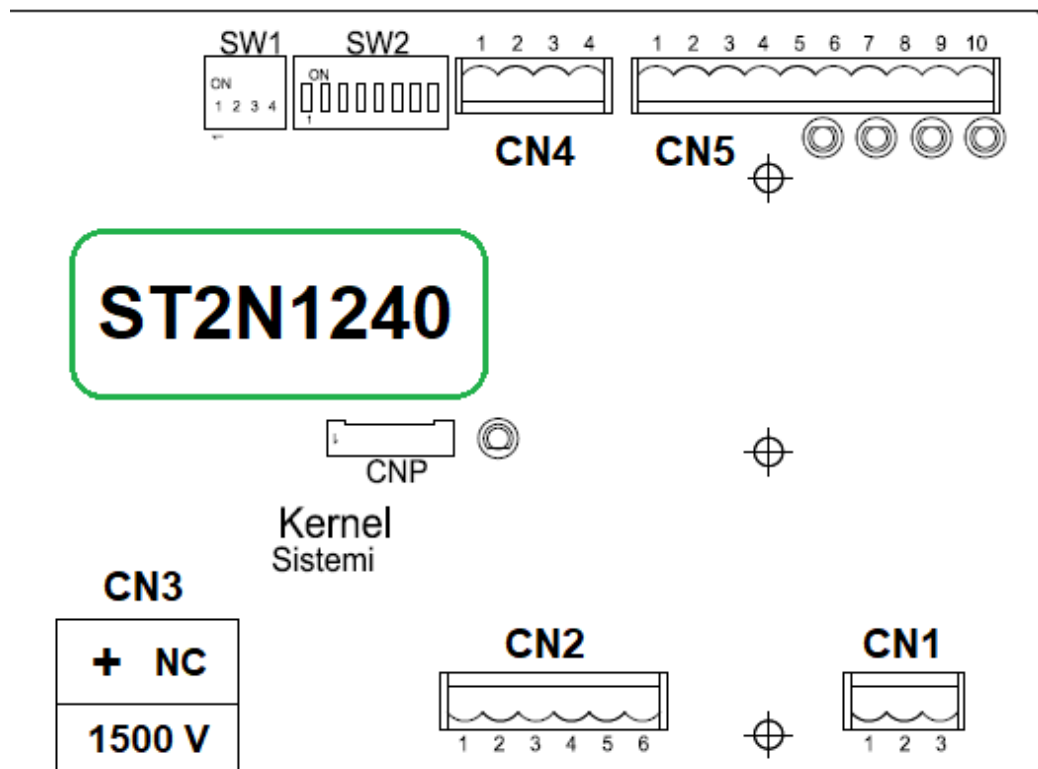 SW1 SW2 1 2 3 4 1 2 3 4 5 6 7 8 9 10
ON ON
1 2 3 4
1
1
CN4 CN5
ST2N1240
1
CNP
Kernel
Sistemi
CN3
+ NC
1500 V
CN2
1 2 3 4 5 6
CN1
1 2 3